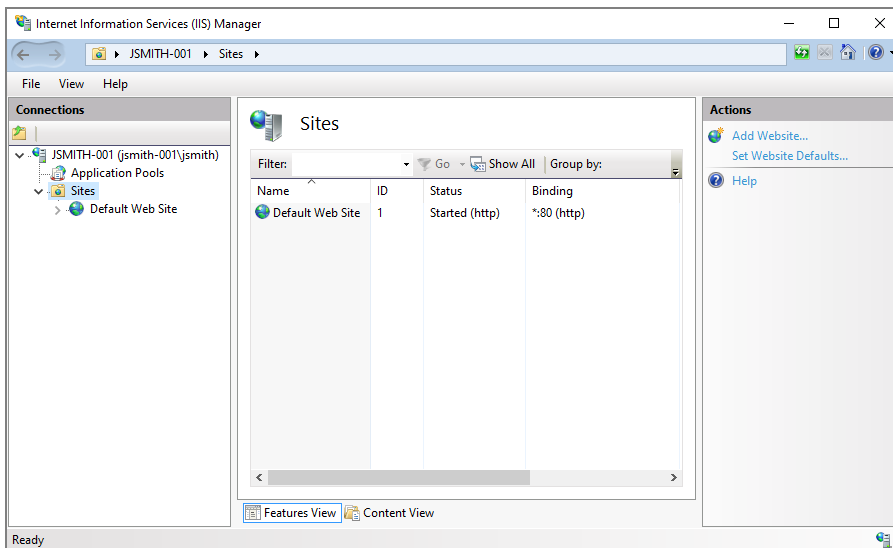 Internet Information Services (IIS) Manager
JSMITH-001 Sites
File View Help
Connections
JSMITH-001 (jsmith-001\jsmith)
Application Pools
Sites
Default Web Site
Sites
Filter: Go Show All Group by:
Name ID Status Binding
Default Web Site 1 Started (http) *:80 (http)
Features View Content View
Actions
Add Website...
Set Website Defaults...
Help
Ready